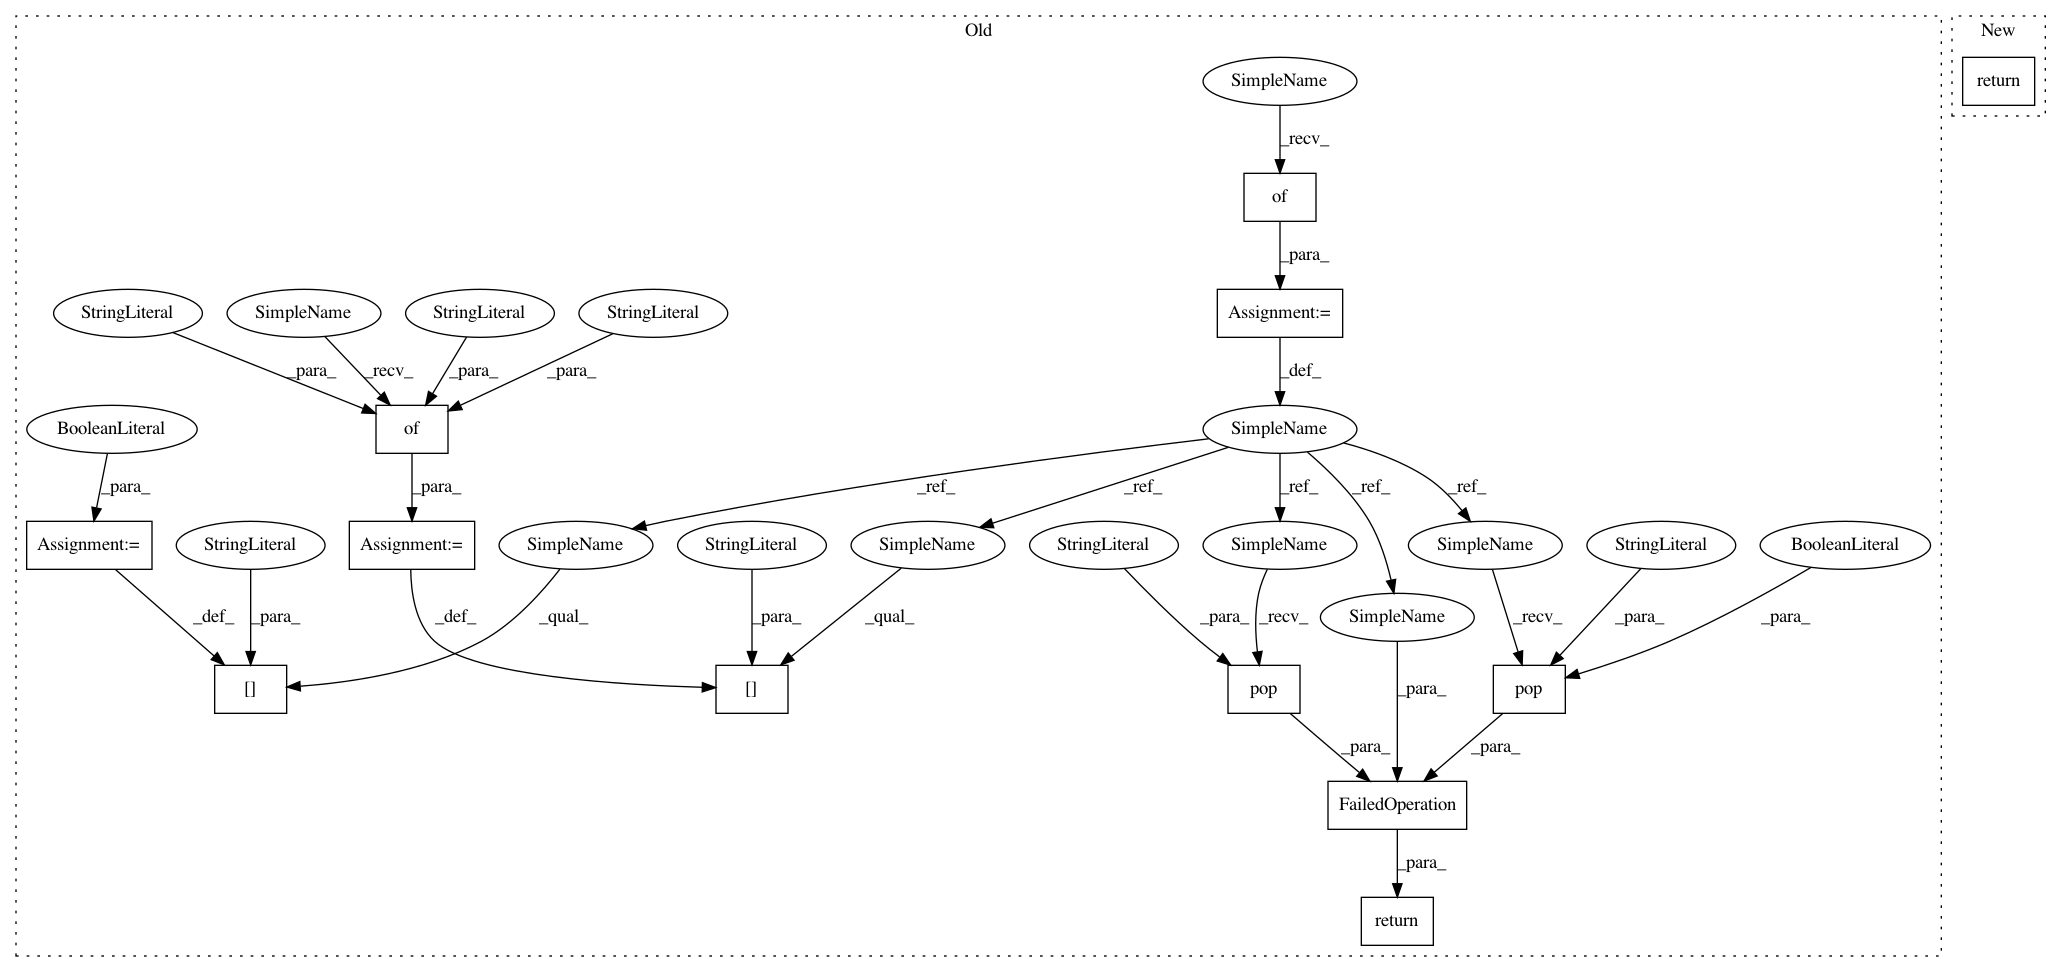 Old
New
SimpleName
return
_recv_
of
_para_
StringLiteral
SimpleName
StringLiteral
StringLiteral
Assignment:=
_para_
_recv_
_para_
_para_
_def_
BooleanLiteral
of
SimpleName
_para_
_para_
_ref_
_ref_
_ref_
_ref_
_ref_
Assignment:=
StringLiteral
Assignment:=
SimpleName
StringLiteral
SimpleName
StringLiteral
SimpleName
SimpleName
StringLiteral
BooleanLiteral
_def_
_para_
_def_
_qual_
_para_
_qual_
_para_
_recv_
SimpleName
_recv_
_para_
_para_
[]
[]
pop
_para_
pop
_para_
_para_
FailedOperation
_para_
return